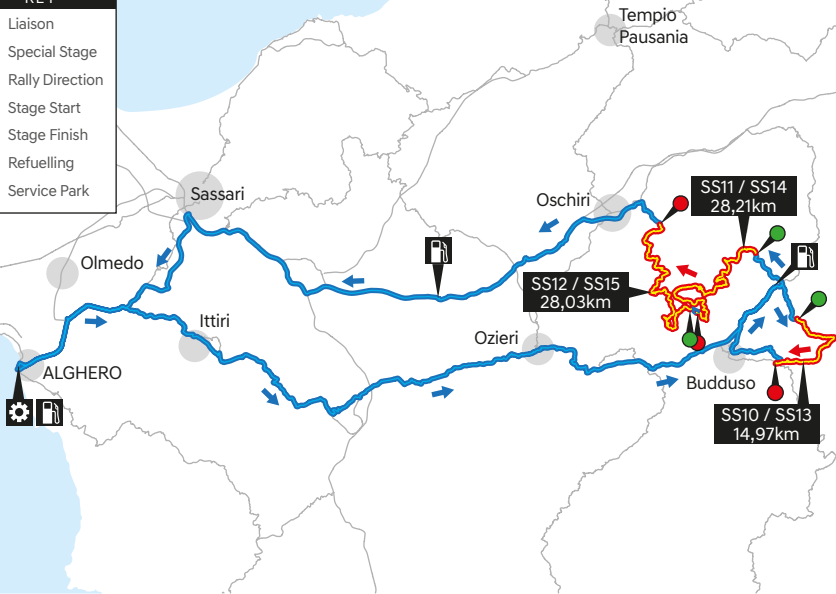 Liaison
Special Stage
Rally Direction
Stage Start
Stage Finish
Refuelling
Service Park
Tempio
Pausania
Sassari
Oschiri
SS11 / SS14
28,21km
Olmedo
SS12 / SS15
28,03km
Ittiri
Ozieri
ALGHERO
Budduso
SS10 / SS13
14,97km